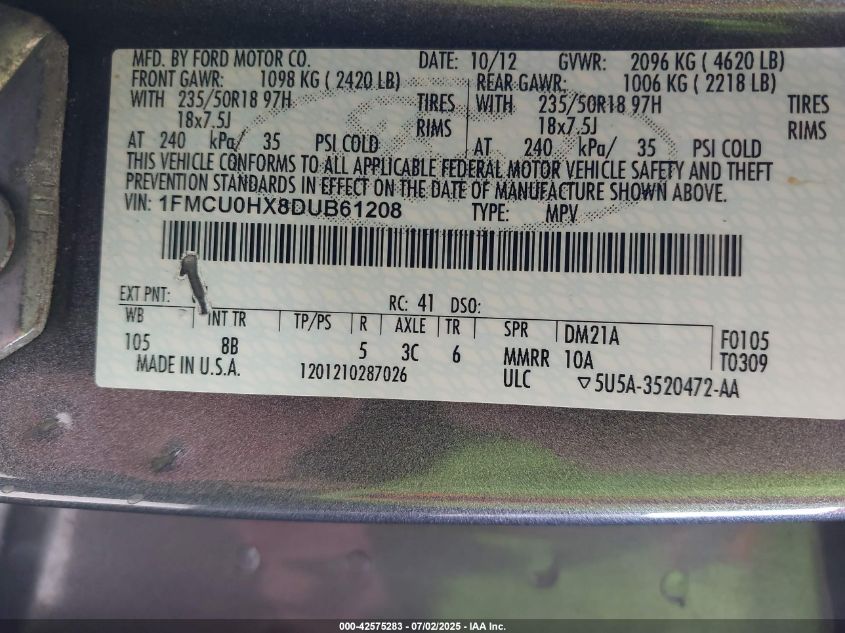 MFD. BY FORD MOTOR CO. DATE: 10/12 GVWR: 2096 KG ( 4620 LB)
FRONT GAWR: 1098 KG ( 2420 LB) REAR GAWR: 1006 KG ( 2218 LB)
WITH 235/50R18 97H TIRES WITH 235/50R18 97H TIRES
18x7.5J RIMS 18x7.5J RIMS
AT 240 kPa/ 35 PSI COLD AT 240 kPa/ 35 PSI COLD
THIS VEHICLE CONFORMS TO ALL APPLICABLE FEDERAL MOTOR VEHICLE SAFETY AND THEFT
PREVENTION STANDARDS IN EFFECT ON THE DATE OF MANUFACTURE SHOWN ABOVE.
VIN: 1FMCU0HX8DUB61208 TYPE: MPV
EXT PNT: RC: 41 DSO:
WB INT TR TP/PS R AXLE TR SPR DM21A F0105
105 8B 5 3C 6 MMRR 10A T0309
MADE IN U.S.A. 1201210287026 ULC ▽5U5A-3520472-AA
000-42575283 - 07/02/2025 - IAA Inc.